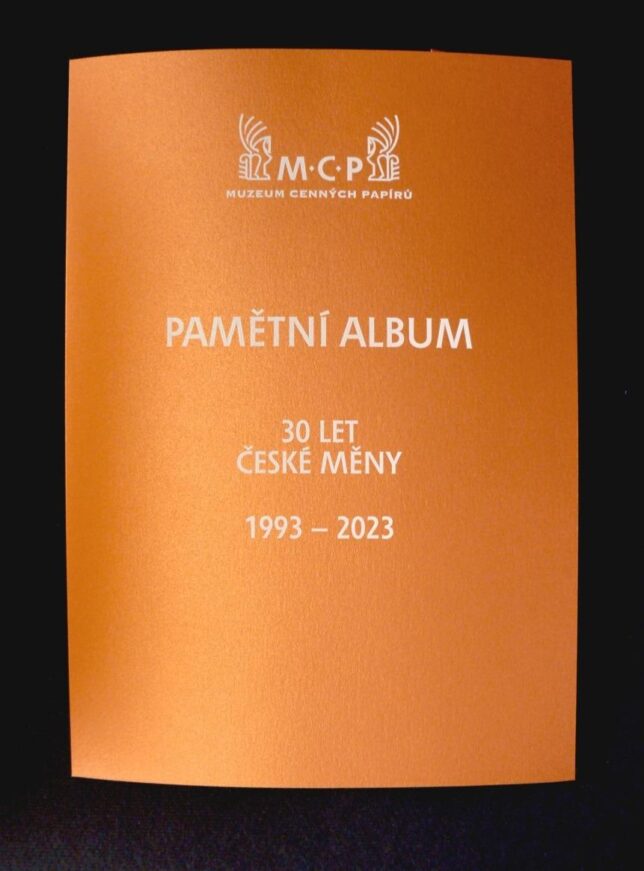 M·C·P
MUZEUM CENNÝCH PAPÍRŮ
PAMĚTNÍ ALBUM
30 LET
ČESKÉ MĚNY
1993 – 2023